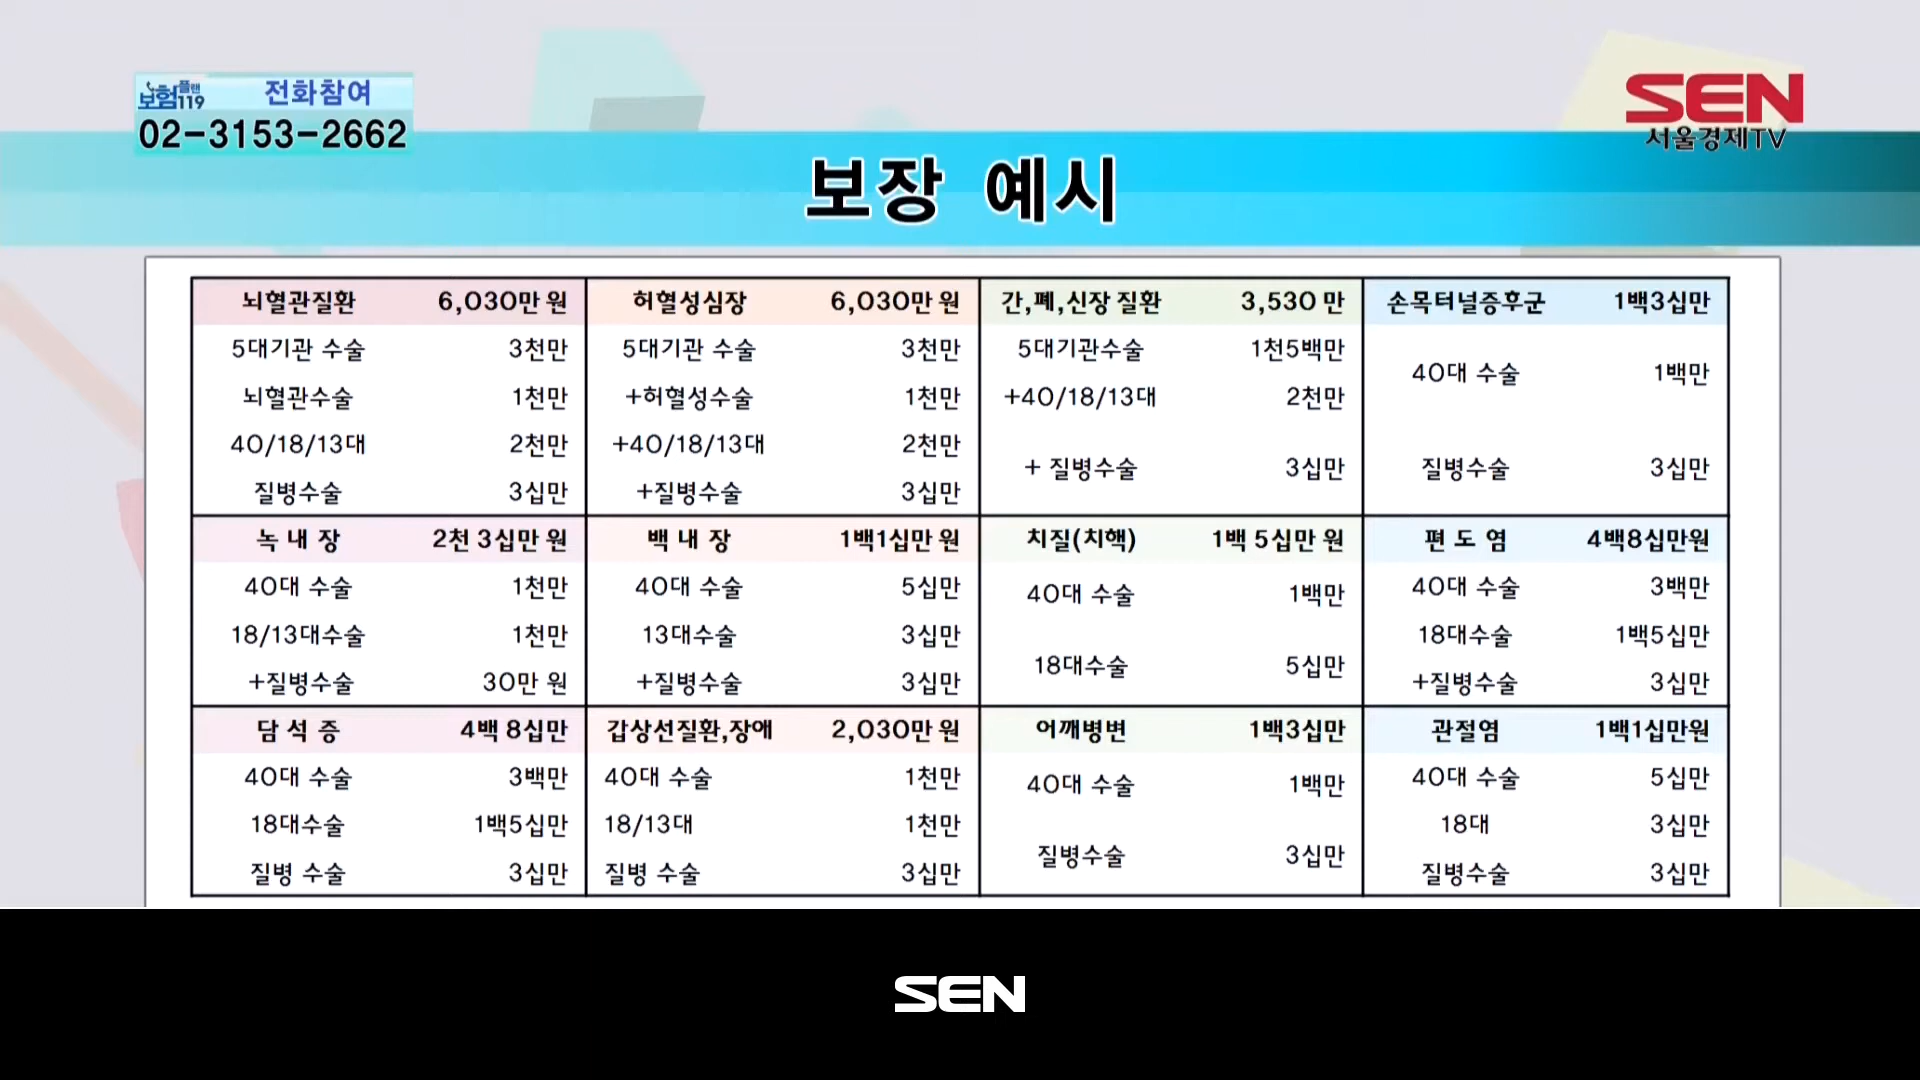 보험플랜119 전화참여
02-3153-2662
SEN
서울경제TV
보장 예시
뇌혈관질환 6,030만 원
5대기관 수술 3천만
뇌혈관수술 1천만
40/18/13대 2천만
질병수술 3십만
허혈성심장 6,030만 원
5대기관 수술 3천만
+허혈성수술 1천만
+40/18/13대 2천만
+질병수술 3십만
간,폐,신장 질환 3,530 만
5대기관수술 1천5백만
+40/18/13대 2천만
+ 질병수술 3십만
손목터널증후군 1백3십만
40대 수술 1백만
질병수술 3십만
녹 내 장 2천 3십만 원
40대 수술 1천만
18/13대수술 1천만
+질병수술 30만 원
백 내 장 1백1십만 원
40대 수술 5십만
13대수술 3십만
+질병수술 3십만
치질(치핵) 1백 5십만 원
40대 수술 1백만
18대수술 5십만
편 도 염 4백8십만원
40대 수술 3백만
18대수술 1백5십만
+질병수술 3십만
담 석 증 4백 8십만
40대 수술 3백만
18대수술 1백5십만
질병 수술 3십만
갑상선질환,장애 2,030만 원
40대 수술 1천만
18/13대 1천만
질병 수술 3십만
어깨병변 1백3십만
40대 수술 1백만
질병수술 3십만
관절염 1백1십만원
40대 수술 5십만
18대 3십만
질병수술 3십만
SEN